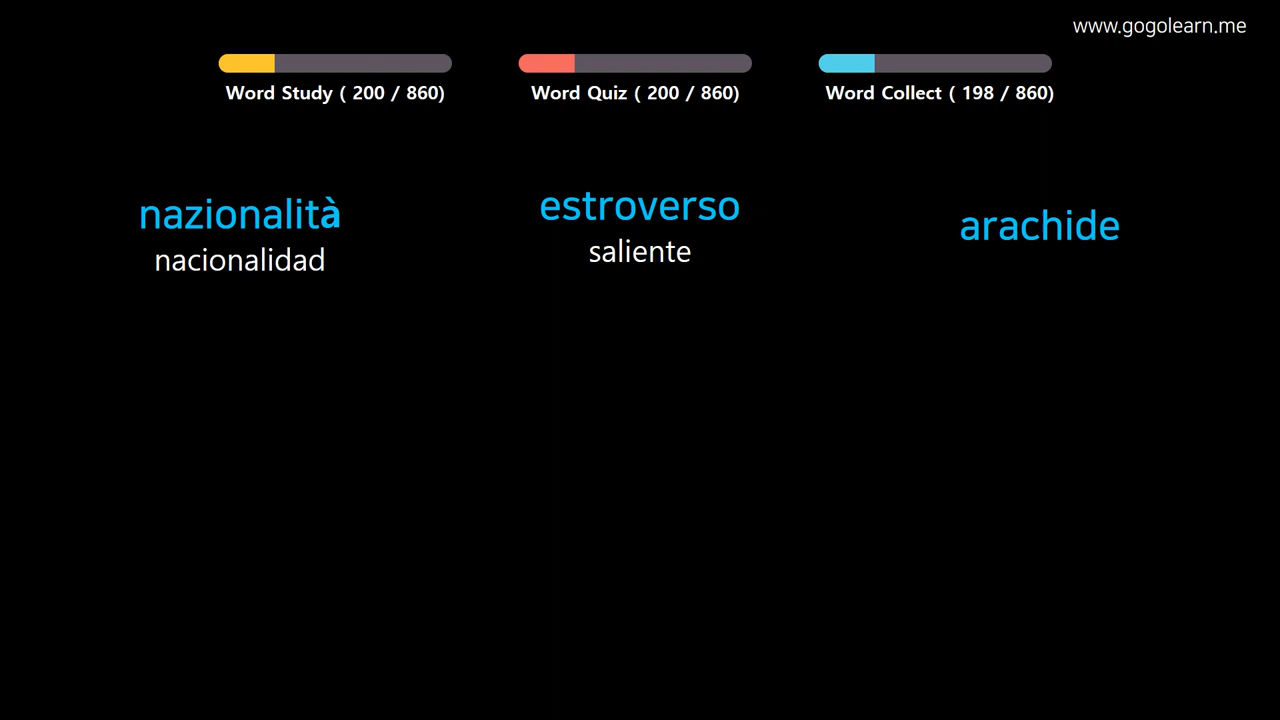 www.gogolearn.me
Word Study ( 200 / 860)
Word Quiz ( 200 / 860)
Word Collect ( 198 / 860)
nazionalità
nacionalidad
estroverso
saliente
arachide